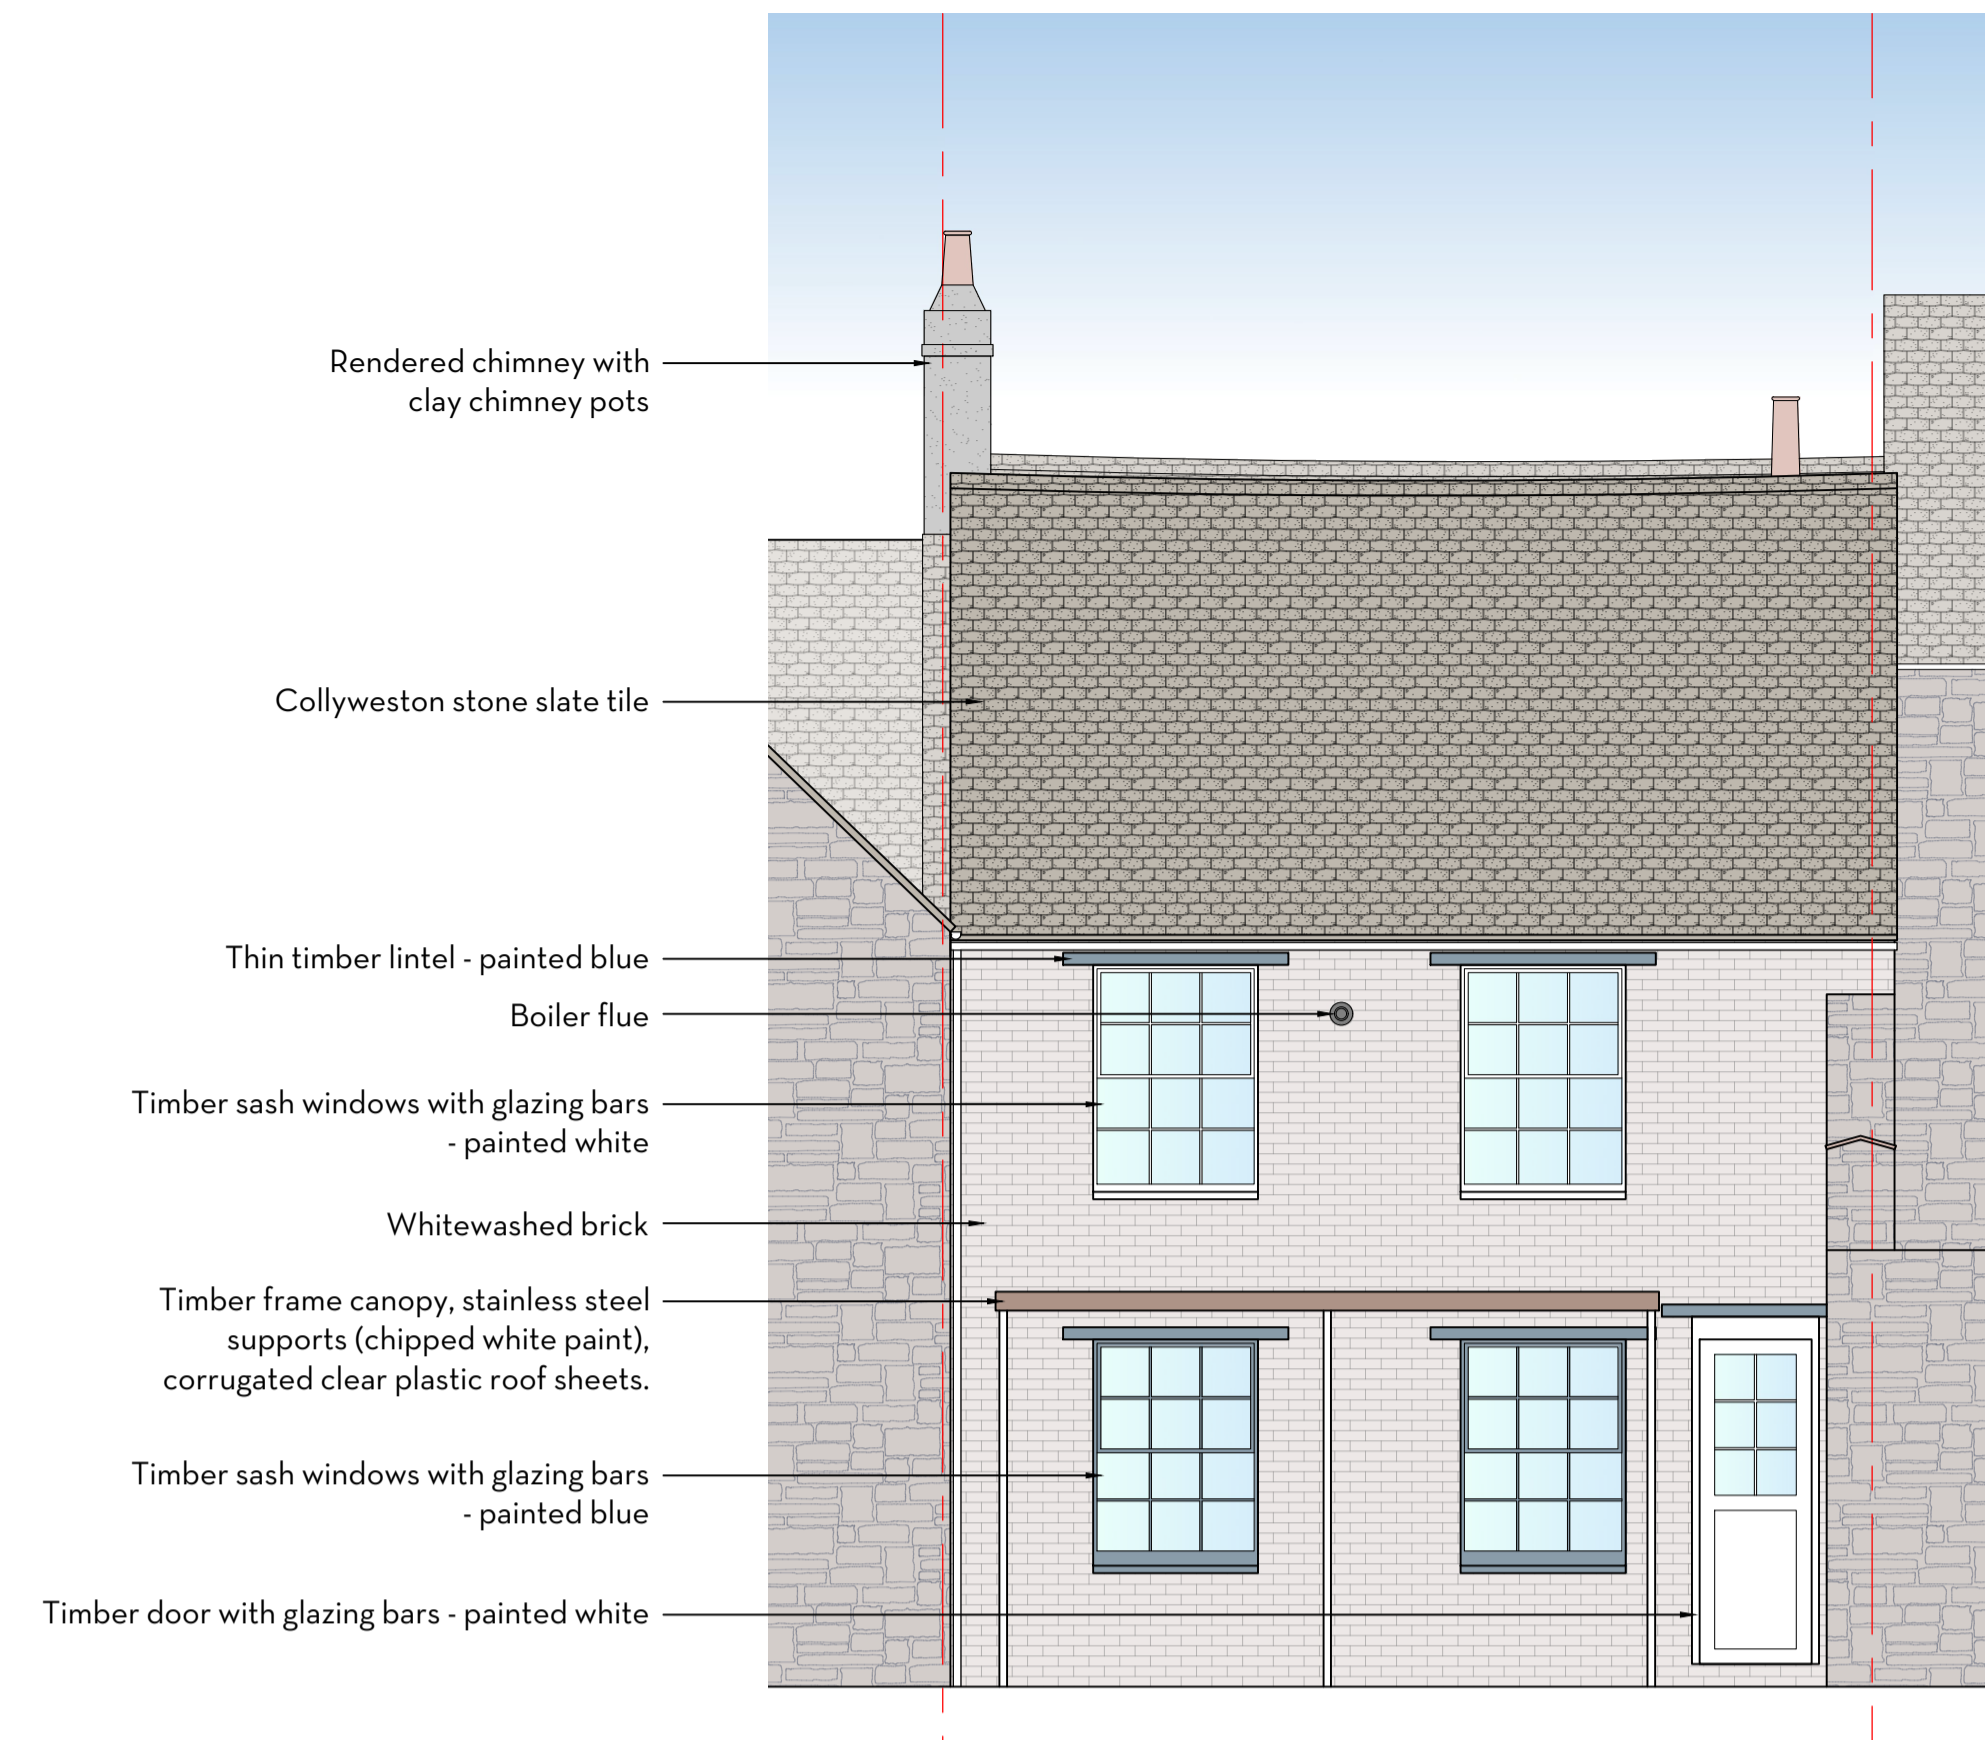 Rendered chimney with
clay chimney pots
Collyweston stone slate tile
Thin timber lintel - painted blue
Boiler flue
Timber sash windows with glazing bars
- painted white
Whitewashed brick
Timber frame canopy, stainless steel
supports (chipped white paint),
corrugated clear plastic roof sheets.
Timber sash windows with glazing bars
- painted blue
Timber door with glazing bars - painted white